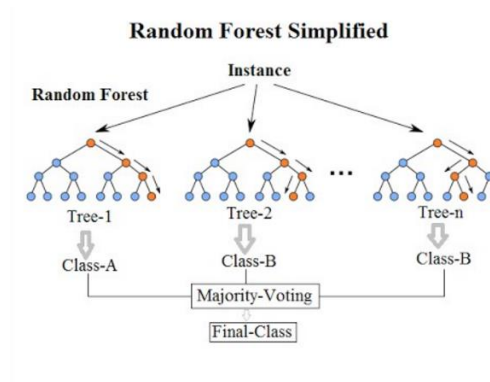 Random Forest Simplified
Instance
Random Forest
...
Tree-1
Tree-2
Tree-n
Class-A
Class-B
Class-B
Majority-Voting
Final-Class